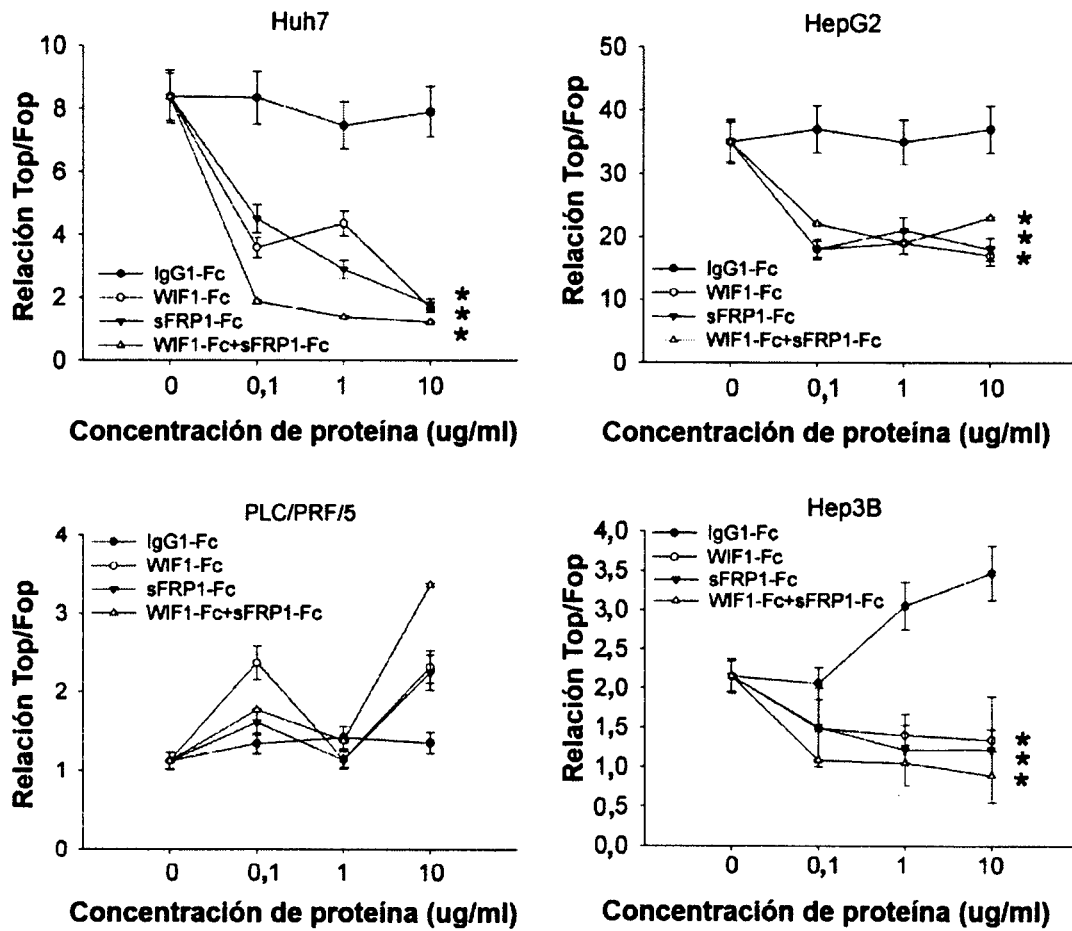 Huh7
Relación Top/Fop
10
8
6
4
2
0
IgG1-Fc
WIF1-Fc
sFRP1-Fc
WIF1-Fc+sFRP1-Fc
*
*
*
0 0,1 1 10
Concentración de proteína (ug/ml)
HepG2
Relación Top/Fop
50
40
30
20
10
0
IgG1-Fc
WIF1-Fc
sFRP1-Fc
WIF1-Fc+sFRP1-Fc
*
*
*
0 0,1 1 10
Concentración de proteína (ug/ml)
PLC/PRF/5
Relación Top/Fop
4
3
2
1
0
IgG1-Fc
WIF1-Fc
sFRP1-Fc
WIF1-Fc+sFRP1-Fc
0 0,1 1 10
Concentración de proteína (ug/ml)
Hep3B
Relación Top/Fop
4,0
3,5
3,0
2,5
2,0
1,5
1,0
0,5
0,0
IgG1-Fc
WIF1-Fc
sFRP1-Fc
WIF1-Fc+sFRP1-Fc
*
*
*
0 0,1 1 10
Concentración de proteína (ug/ml)